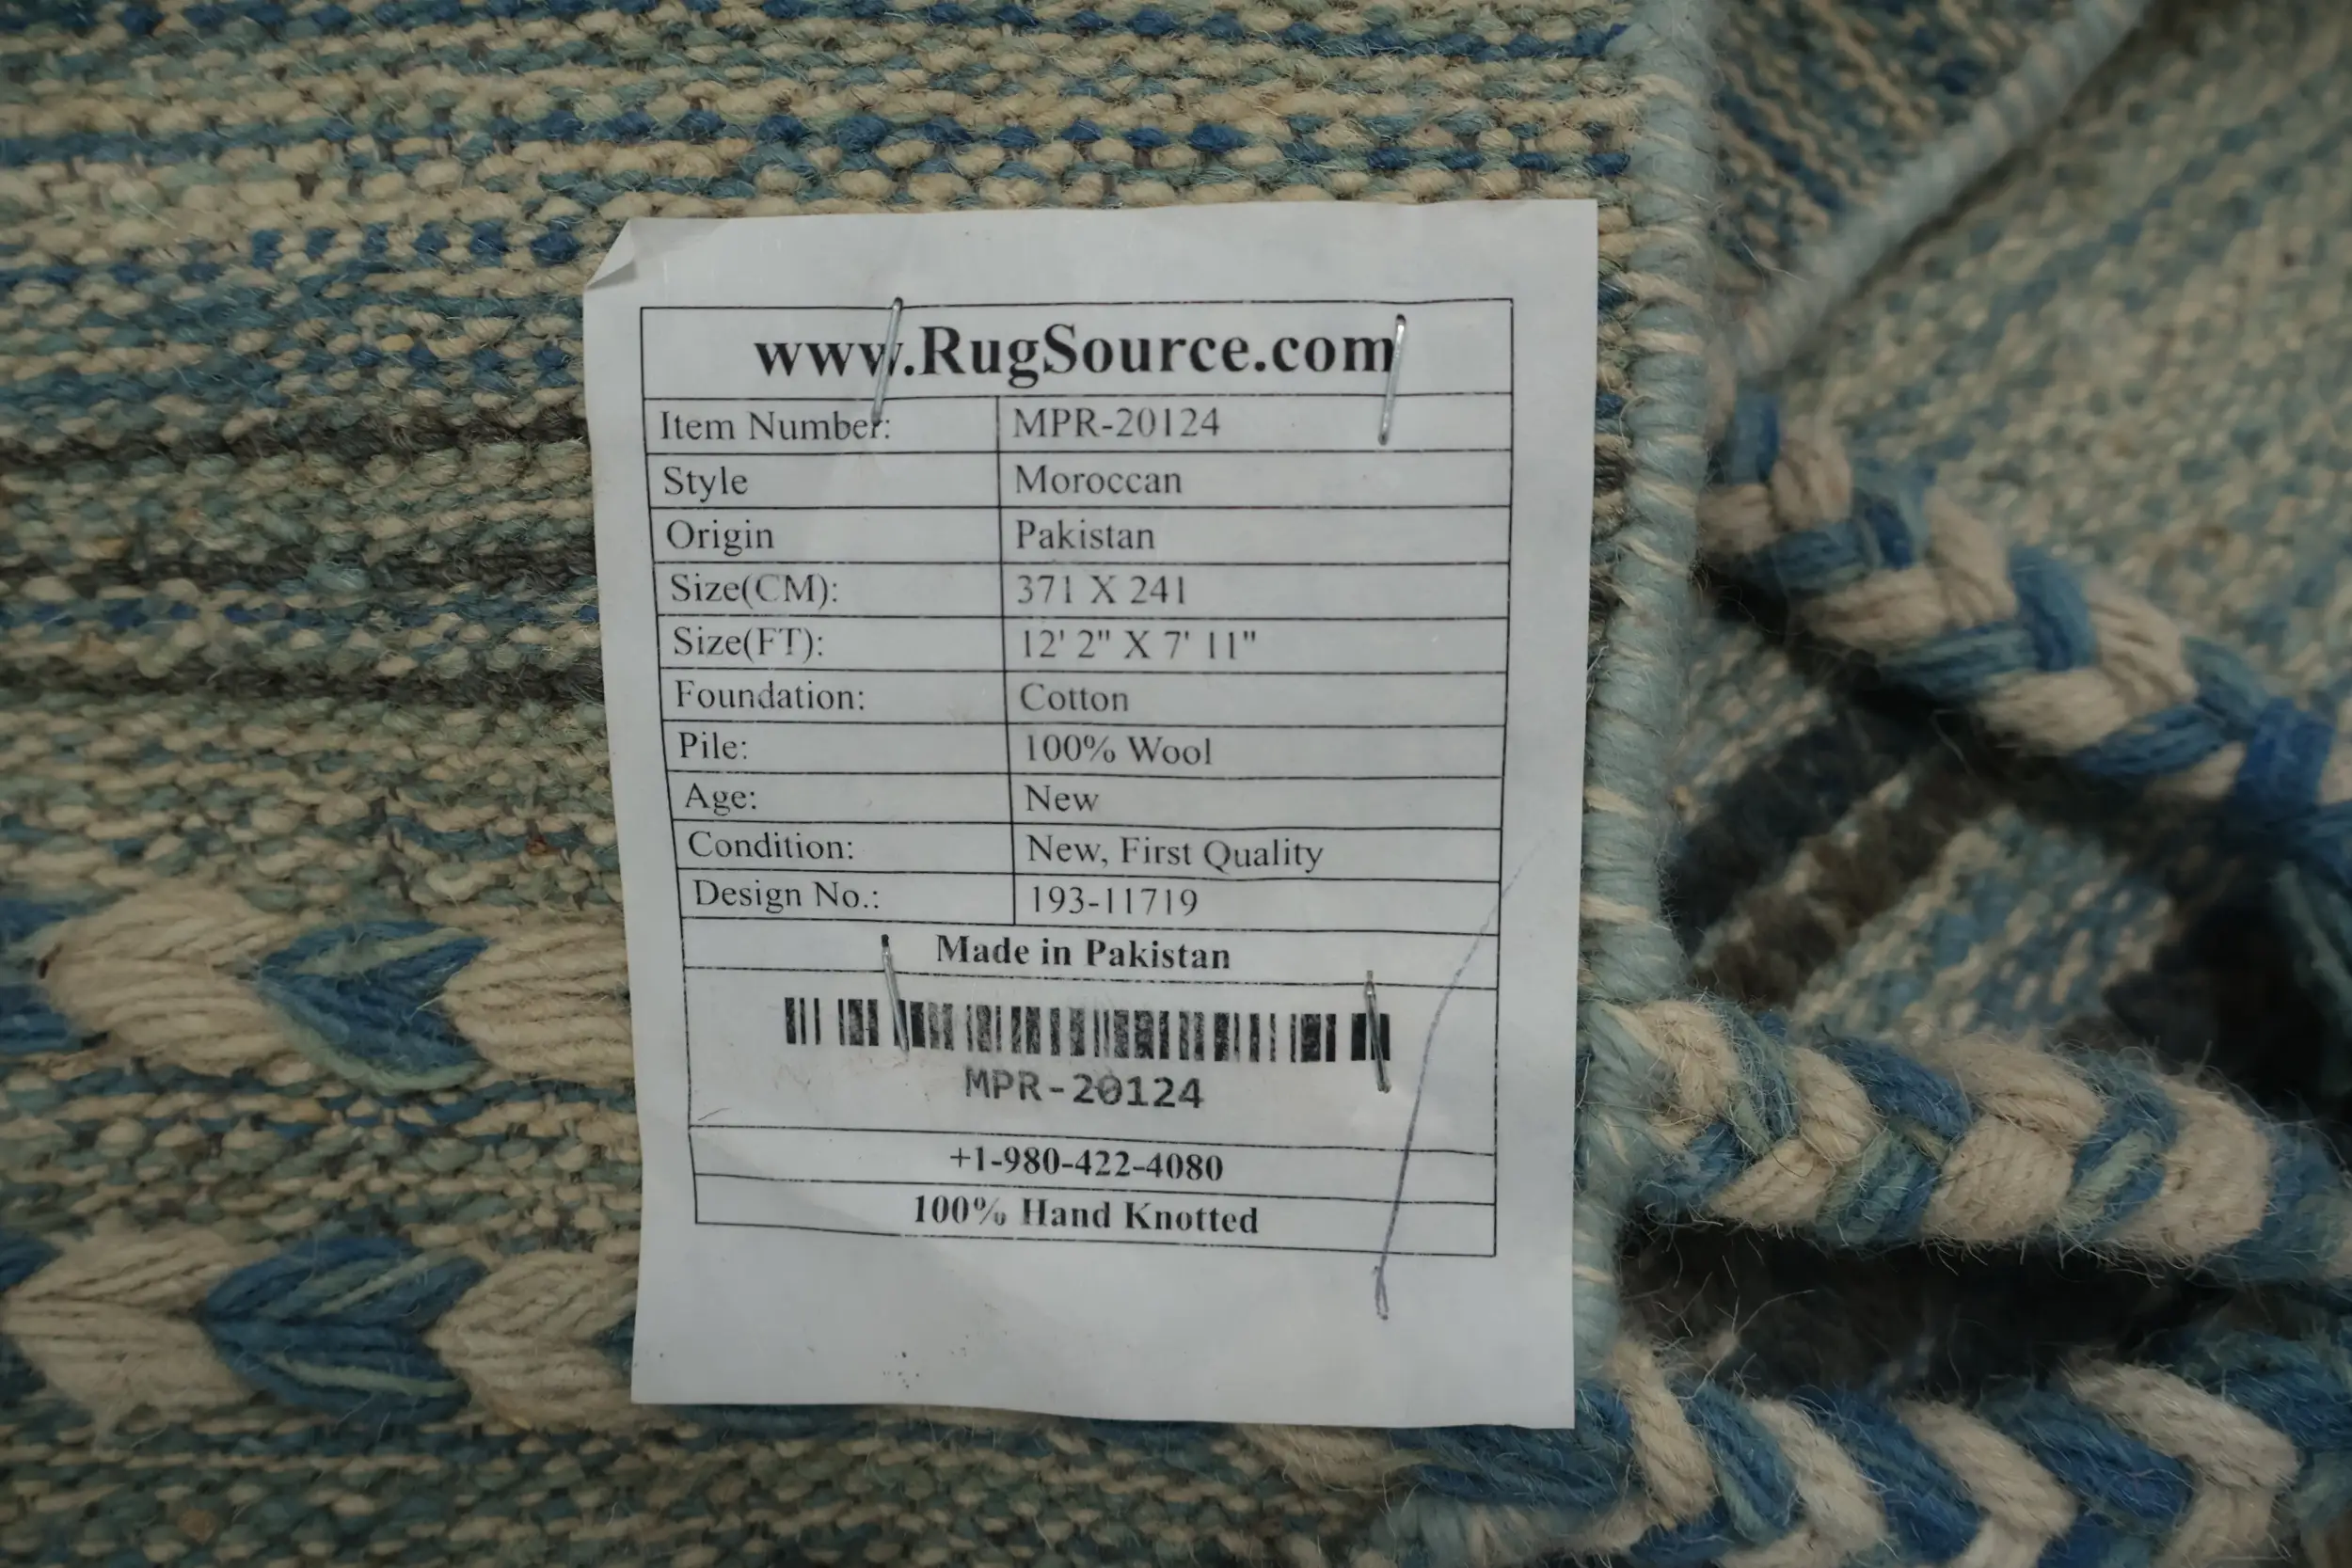 www.RugSource.com
Item Number: MPR-20124
Style Moroccan
Origin Pakistan
Size(CM): 371 X 241
Size(FT): 12' 2" X 7' 11"
Foundation: Cotton
Pile: 100% Wool
Age: New
Condition: New, First Quality
Design No.: 193-11719
Made in Pakistan
MPR-20124
+1-980-422-4080
100% Hand Knotted